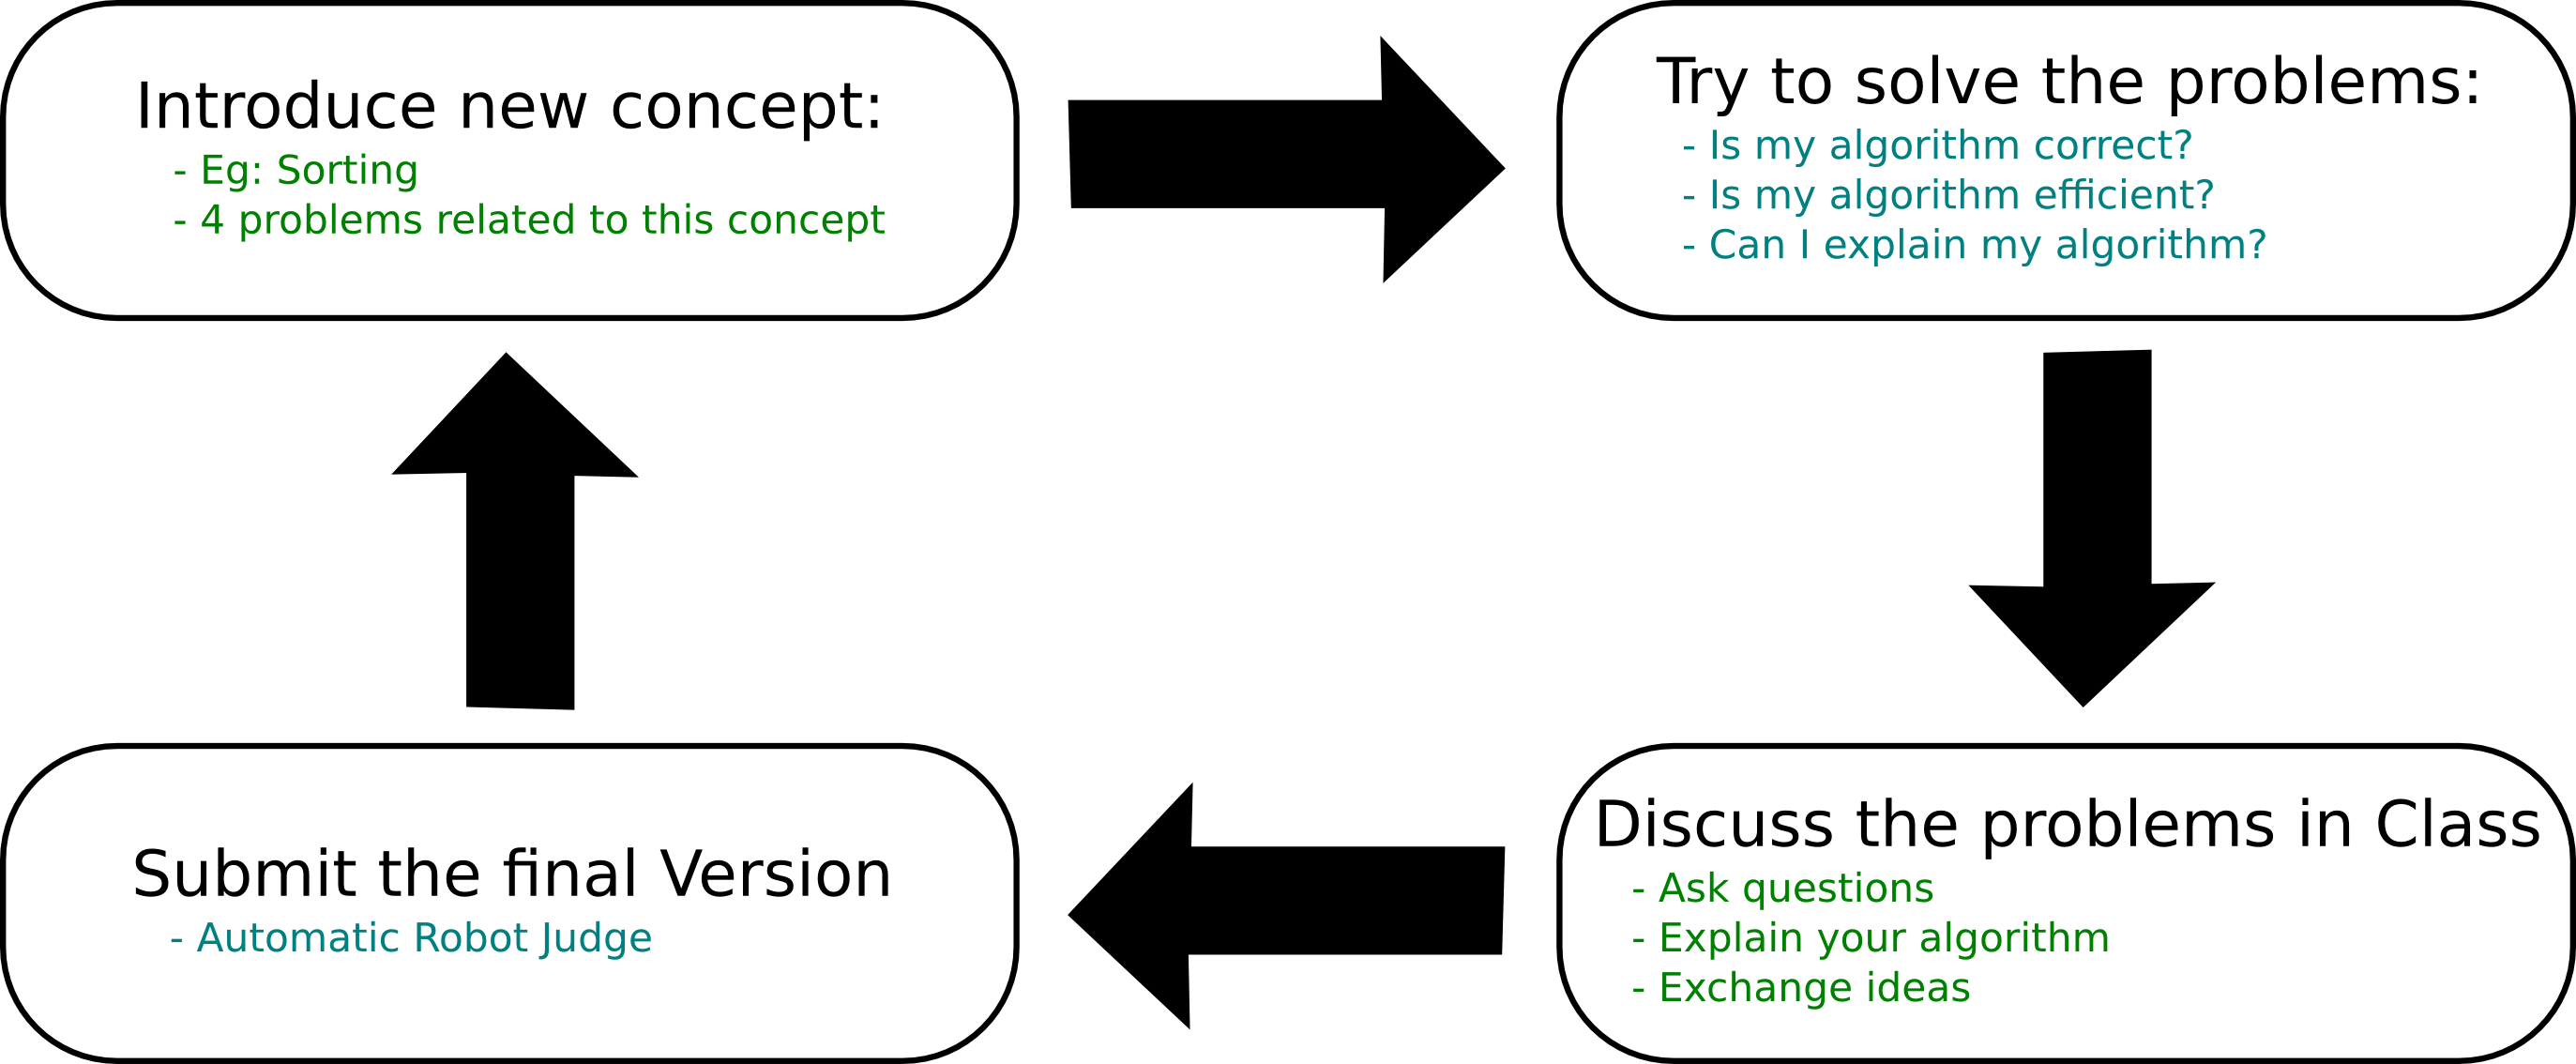 Introduce new concept:
- Eg: Sorting
- 4 problems related to this concept
Try to solve the problems:
- Is my algorithm correct?
- Is my algorithm efficient?
- Can I explain my algorithm?
Discuss the problems in Class
- Ask questions
- Explain your algorithm
- Exchange ideas
Submit the final Version
- Automatic Robot Judge